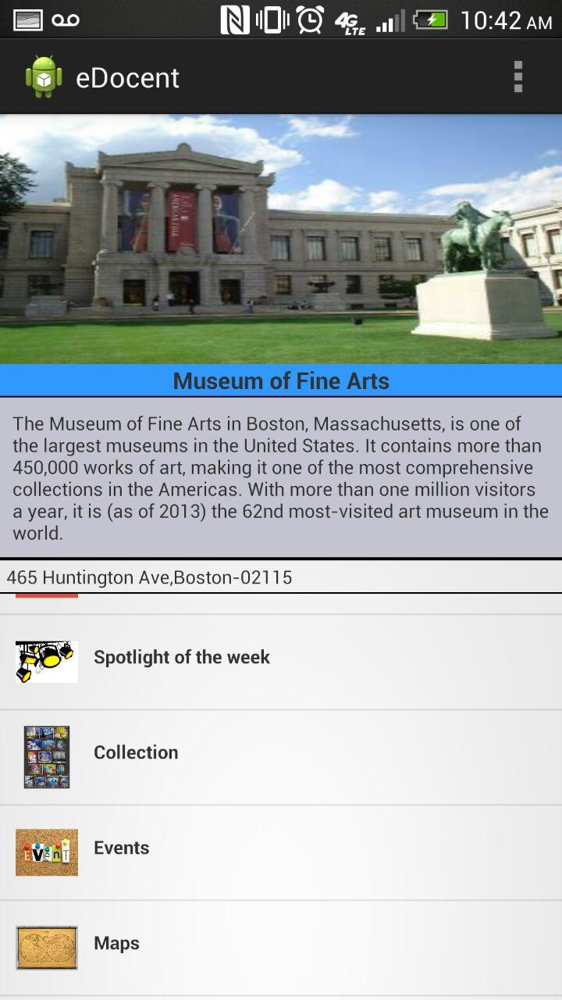 10:42 AM
4G LTE
eDocent
AMERICAN FOLK
Museum of Fine Arts
The Museum of Fine Arts in Boston, Massachusetts, is one of
the largest museums in the United States. It contains more than
450,000 works of art, making it one of the most comprehensive
collections in the Americas. With more than one million visitors
a year, it is (as of 2013) the 62nd most-visited art museum in the
world.
465 Huntington Ave,Boston-02115
Spotlight of the week
Collection
EVenT
Events
Maps